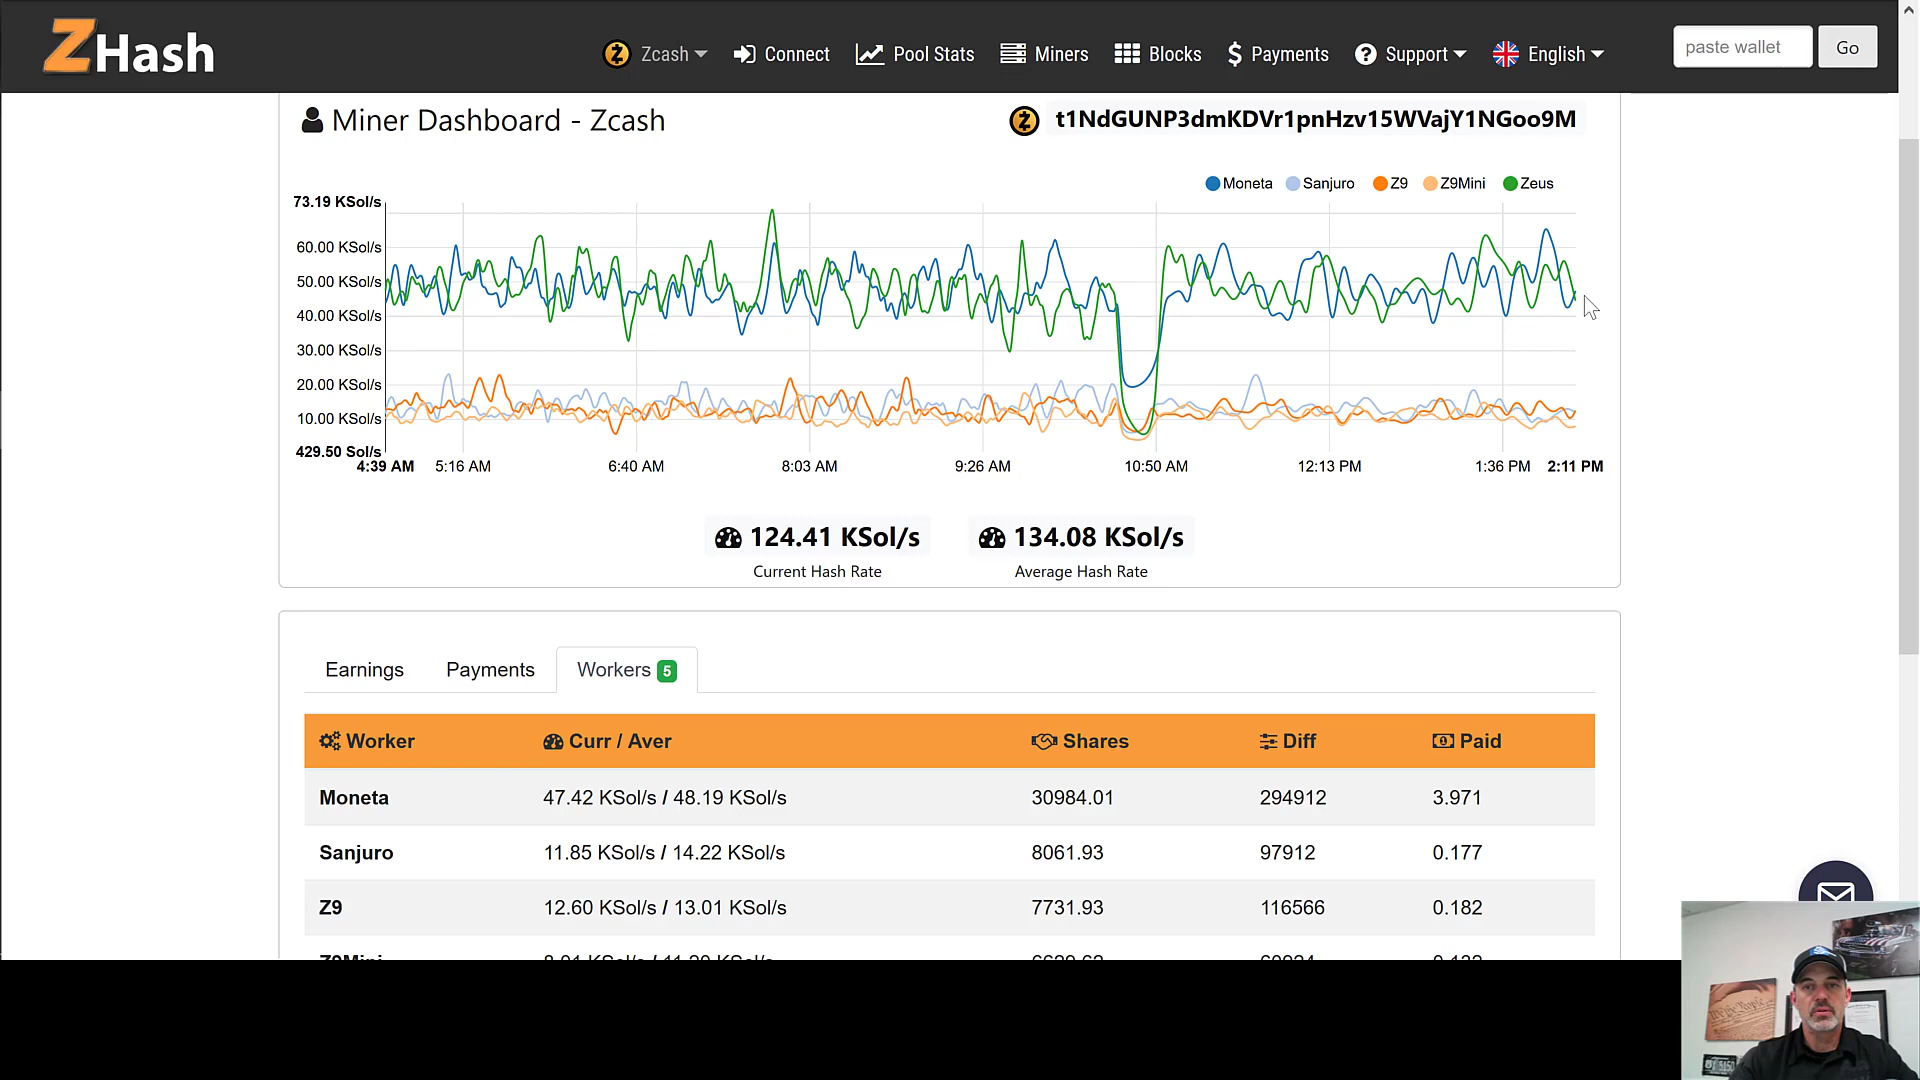 ZHash
Zcash
Connect
Pool Stats
Miners
Blocks
Payments
Support
English
paste wallet
Go
Miner Dashboard - Zcash
t1NdGUNP3dmKDVr1pnHzv15WVajY1NGoo9M
Moneta
Sanjuro
Z9
Z9Mini
Zeus
73.19 KSol/s
60.00 KSol/s
50.00 KSol/s
40.00 KSol/s
30.00 KSol/s
20.00 KSol/s
10.00 KSol/s
429.50 Sol/s
4:39 AM
5:16 AM
6:40 AM
8:03 AM
9:26 AM
10:50 AM
12:13 PM
1:36 PM
2:11 PM
124.41 KSol/s
Current Hash Rate
134.08 KSol/s
Average Hash Rate
Earnings
Payments
Workers 5
Worker Curr / Aver Shares Diff Paid
Moneta 47.42 KSol/s / 48.19 KSol/s 30984.01 294912 3.971
Sanjuro 11.85 KSol/s / 14.22 KSol/s 8061.93 97912 0.177
Z9 12.60 KSol/s / 13.01 KSol/s 7731.93 116566 0.182
Z9Mini
We the People